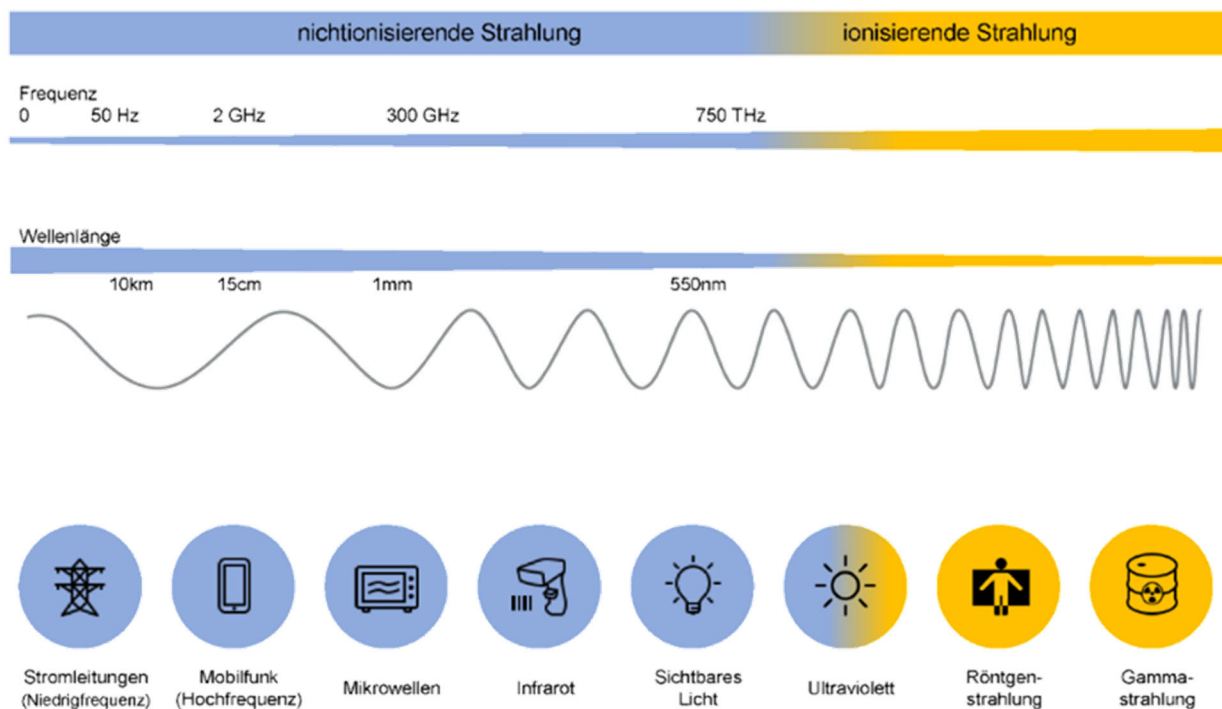 nichtionisierende Strahlung ionisierende Strahlung
Frequenz
0 50 Hz 2 GHz 300 GHz 750 THz
Wellenlänge
10km 15cm 1mm 550nm
Stromleitungen
(Niedrigfrequenz)
Mobilfunk
(Hochfrequenz)
Mikrowellen
Infrarot
Sichtbares
Licht
Ultraviolett
Röntgen-
strahlung
Gamma-
strahlung